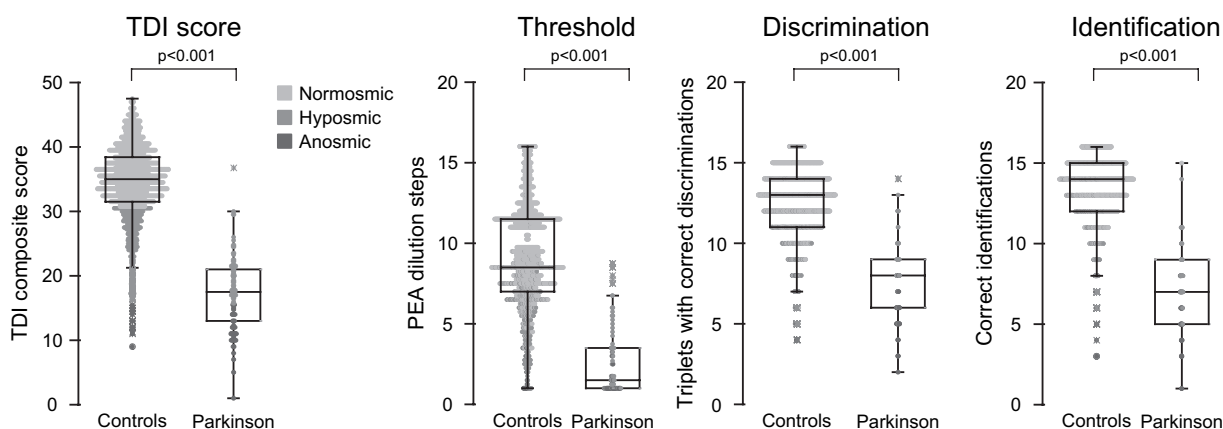 TDI score
p<0.001
TDI composite score
50
40
30
20
10
0
Controls
Parkinson
Normosmic
Hyposmic
Anosmic
Threshold
p<0.001
PEA dilution steps
20
15
10
5
0
Controls
Parkinson
Discrimination
p<0.001
Triplets with correct discriminations
20
15
10
5
0
Controls
Parkinson
Identification
p<0.001
Correct identifications
20
15
10
5
0
Controls
Parkinson